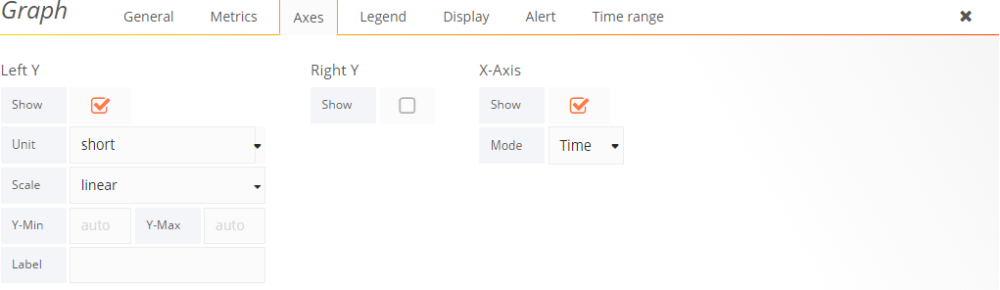 Graph General Metrics Axes Legend Display Alert Time range
Left Y Right Y X-Axis
Show Show Show
Unit short Mode Time
Scale linear
Y-Min auto Y-Max auto
Label